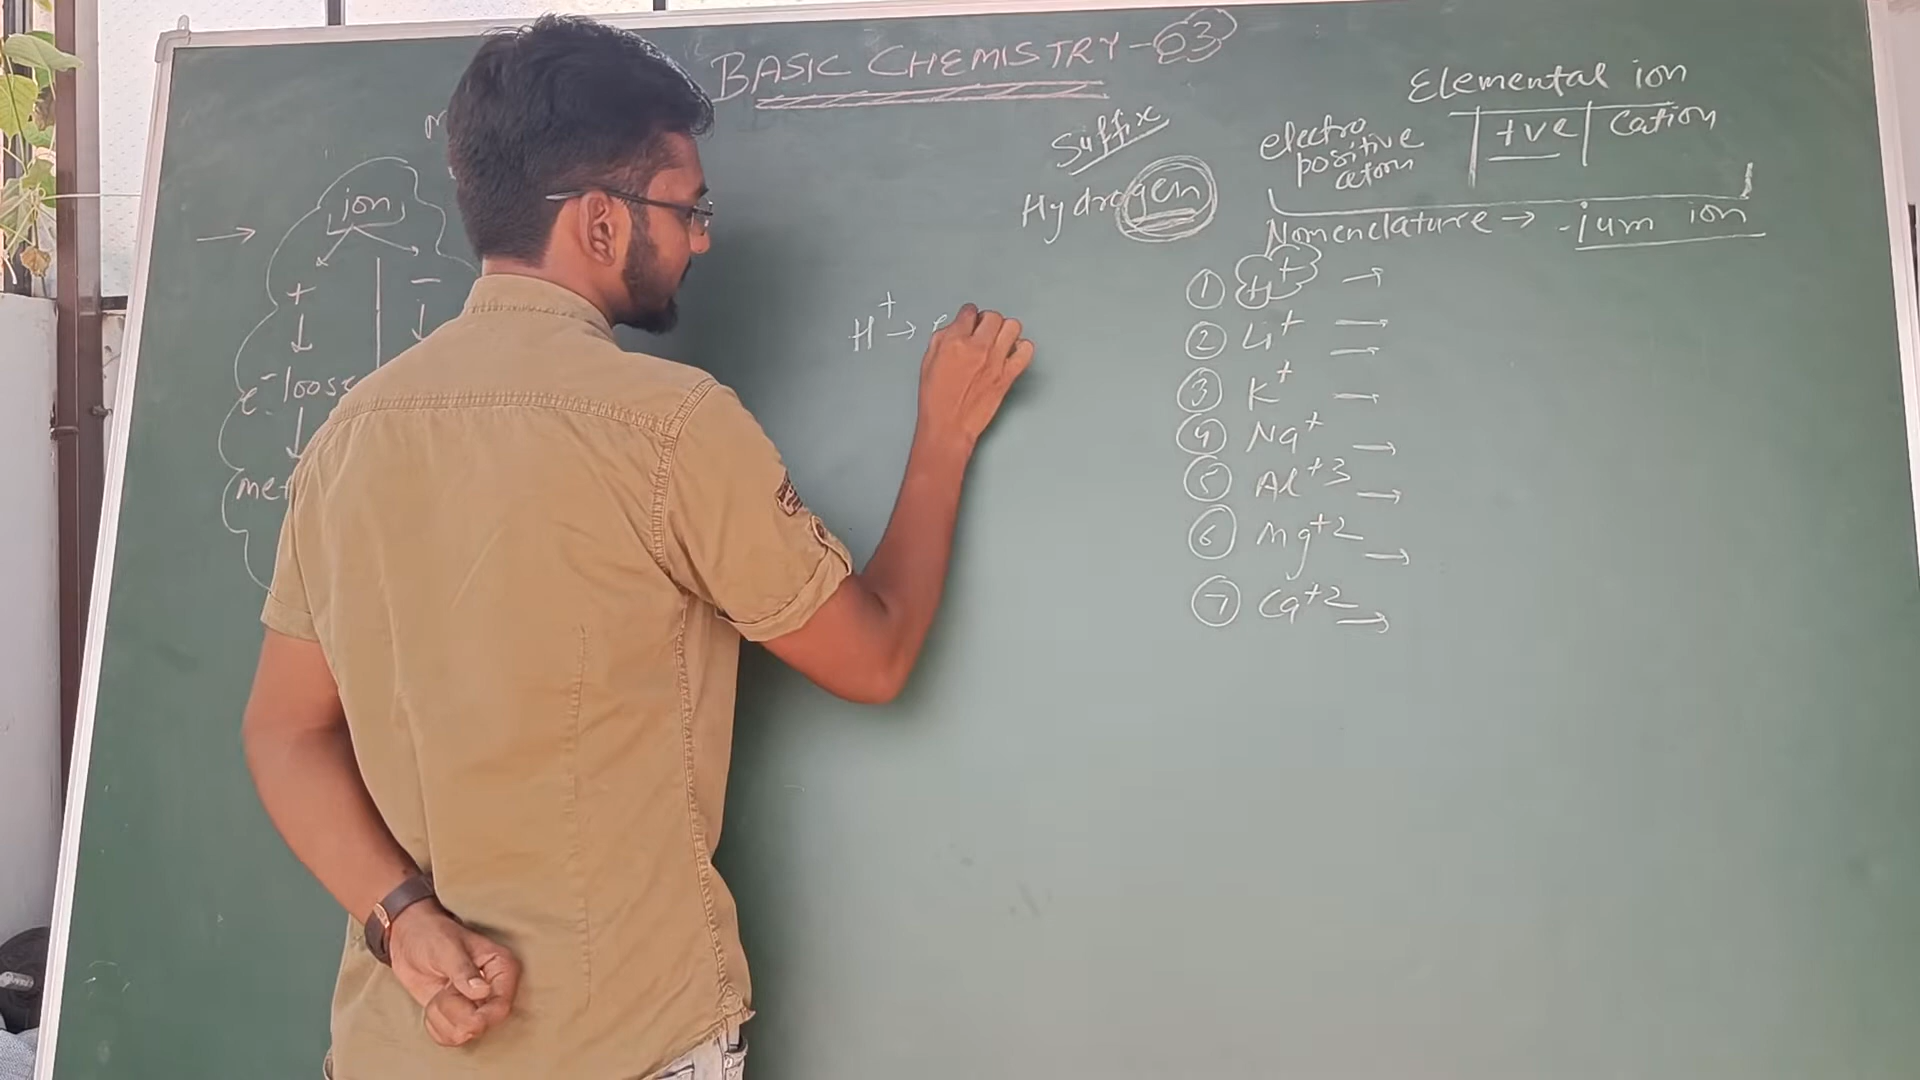 BASIC CHEMISTRY - 03
ion
+ -
e⁻ loose
Suffix
Hydrogen
H⁺ →
Elemental ion
electro positive atom | +ve | Cation
Nomenclature → -ium ion
① H⁺ →
② Li⁺ →
③ K⁺ →
④ Na⁺ →
⑤ Al⁺³ →
⑥ Mg⁺² →
⑦ Ca⁺² →